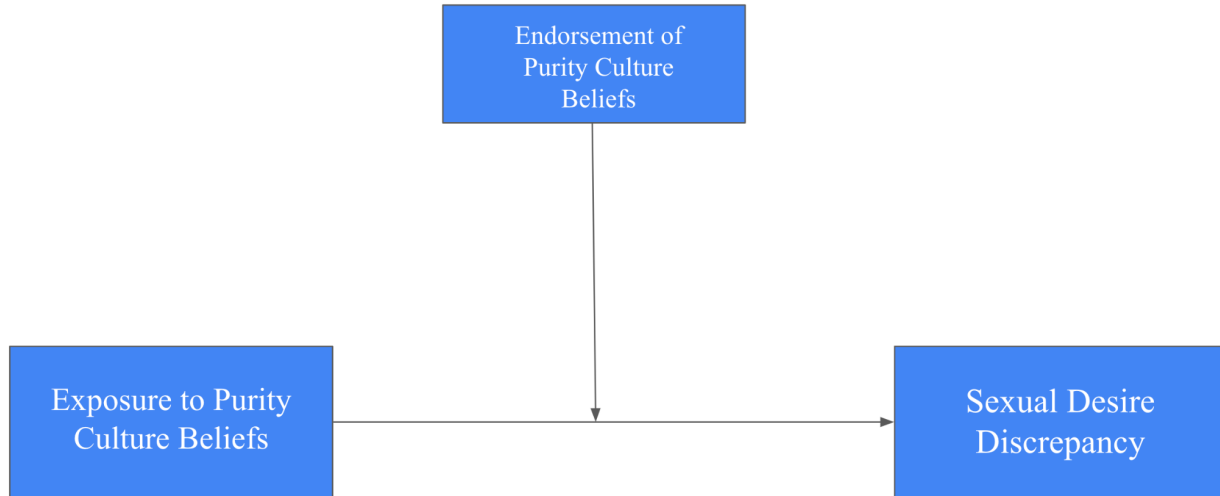 Endorsement of
Purity Culture
Beliefs
Exposure to Purity
Culture Beliefs
Sexual Desire
Discrepancy